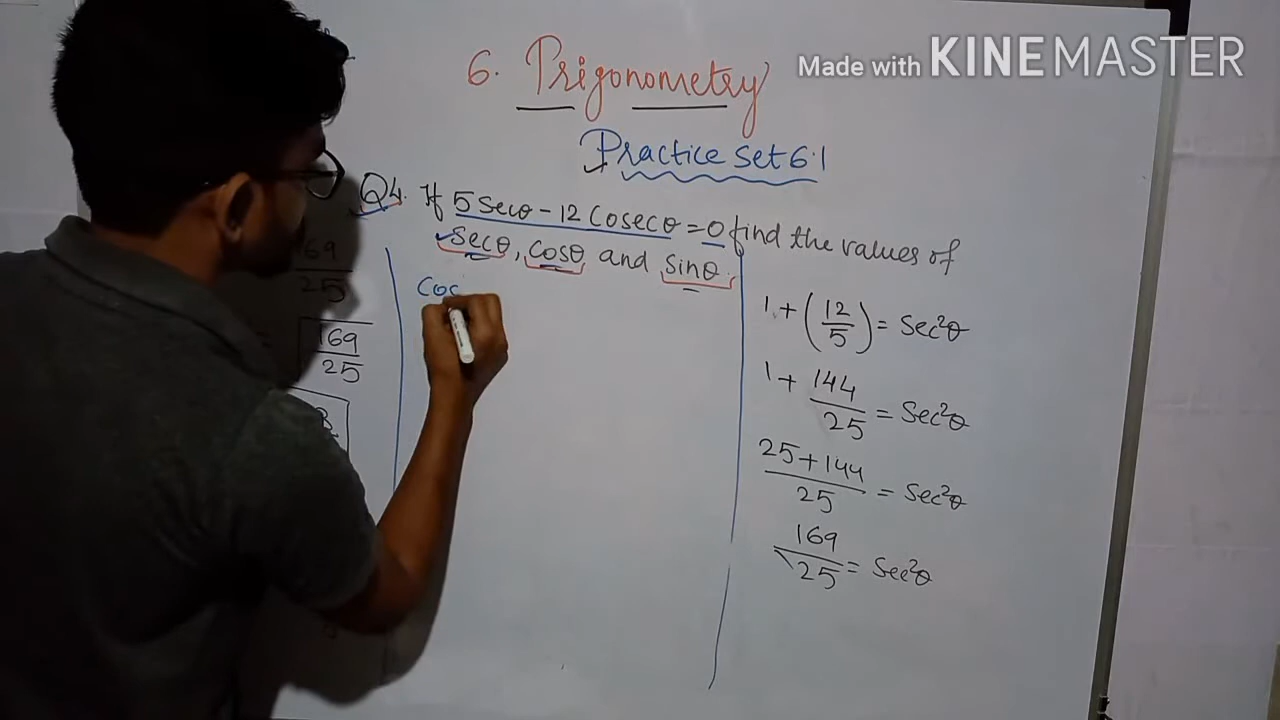 Made with KINEMASTER
6. Trigonometry
Practice Set 6.1
Q4. If 5 Secθ - 12 Cosecθ = 0 find the values of
Secθ, Cosθ and Sinθ.
169
25
169
25
Cos
1 + (12/5) = Sec²θ
1 + 144/25 = Sec²θ
25+144/25 = Sec²θ
169/25 = Sec²θ